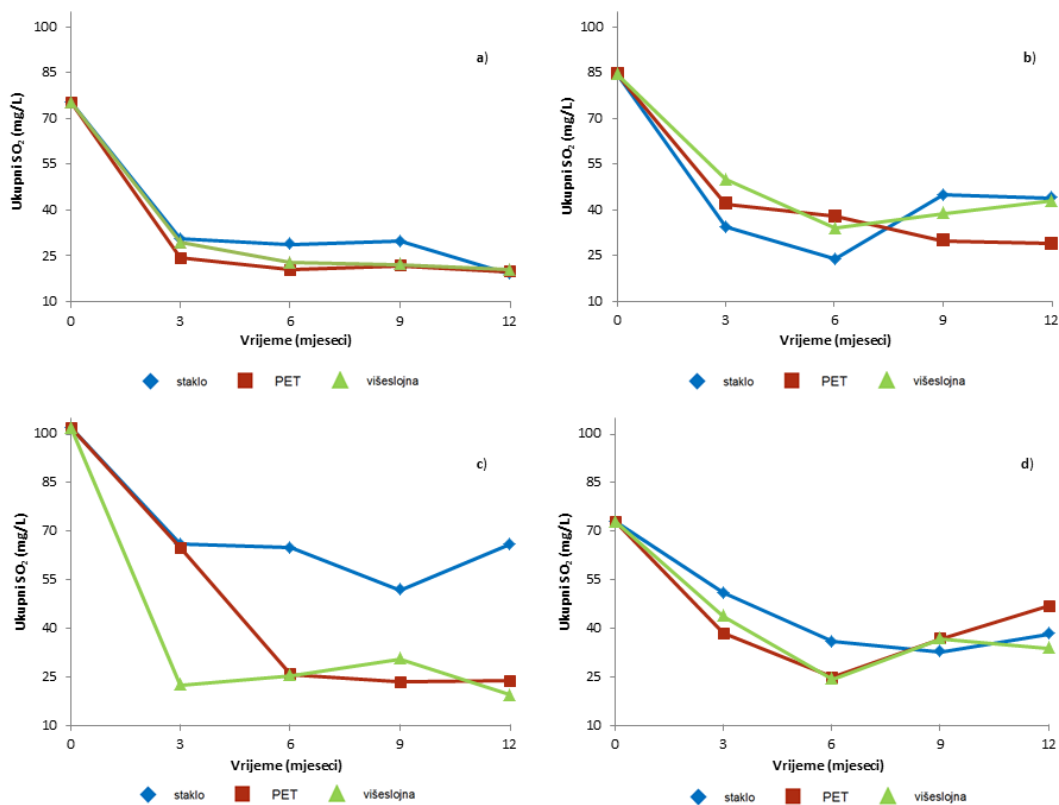 a)
Ukupni SO₂ (mg/L)
100
85
70
55
40
25
10
0 3 6 9 12
Vrijeme (mjeseci)
staklo PET višeslojna
b)
Ukupni SO₂ (mg/L)
100
85
70
55
40
25
10
0 3 6 9 12
Vrijeme (mjeseci)
staklo PET višeslojna
c)
Ukupni SO₂ (mg/L)
100
85
70
55
40
25
10
0 3 6 9 12
Vrijeme (mjeseci)
staklo PET višeslojna
d)
Ukupni SO₂ (mg/L)
100
85
70
55
40
25
10
0 3 6 9 12
Vrijeme (mjeseci)
staklo PET višeslojna